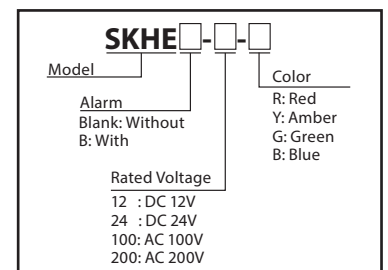 SKHE□-□-□
Model
Color
R: Red
Y: Amber
G: Green
B: Blue
Alarm
Blank: Without
B: With
Rated Voltage
12 : DC 12V
24 : DC 24V
100: AC 100V
200: AC 200V